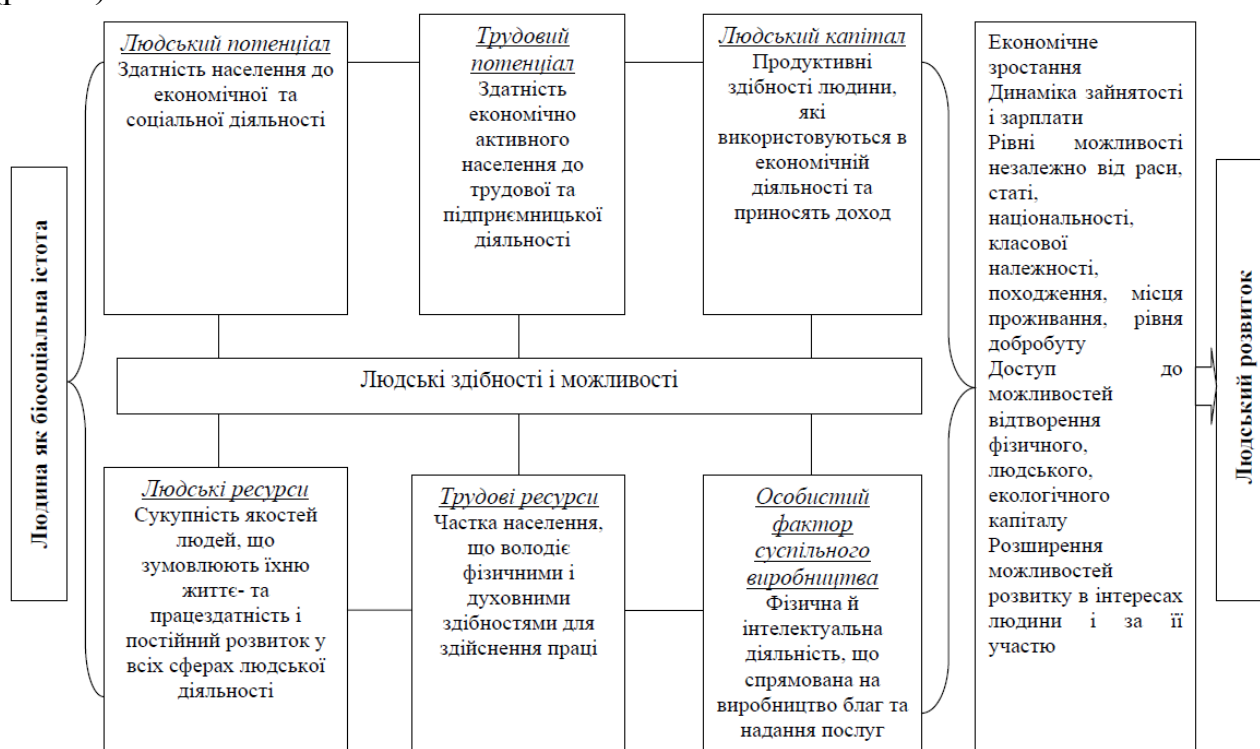 Людина як біосоціальна істота
Людський потенціал
Здатність населення до
економічної та
соціальної діяльності
Трудовий
потенціал
Здатність
економічно
активного
населення до
трудової та
підприємницької
діяльності
Людський капітал
Продуктивні
здібності людини,
які
використовуються в
економічній
діяльності та
приносять доход
Людські здібності і можливості
Людські ресурси
Сукупність якостей
людей, що
зумовлюють їхню
життє- та
працездатність і
постійний розвиток у
всіх сферах людської
діяльності
Трудові ресурси
Частка населення,
що володіє
фізичними і
духовними
здібностями для
здійснення праці
Особистий
фактор
суспільного
виробництва
Фізична й
інтелектуальна
діяльність, що
спрямована на
виробництво благ та
надання послуг
Економічне
зростання
Динаміка зайнятості
і зарплати
Рівні можливості
незалежно від раси,
статі,
національності,
класової
належності,
походження, місця
проживання, рівня
добробуту
Доступ до
можливостей
відтворення
фізичного,
людського,
екологічного
капіталу
Розширення
можливостей
розвитку в інтересах
людини і за її
участю
Людський розвиток